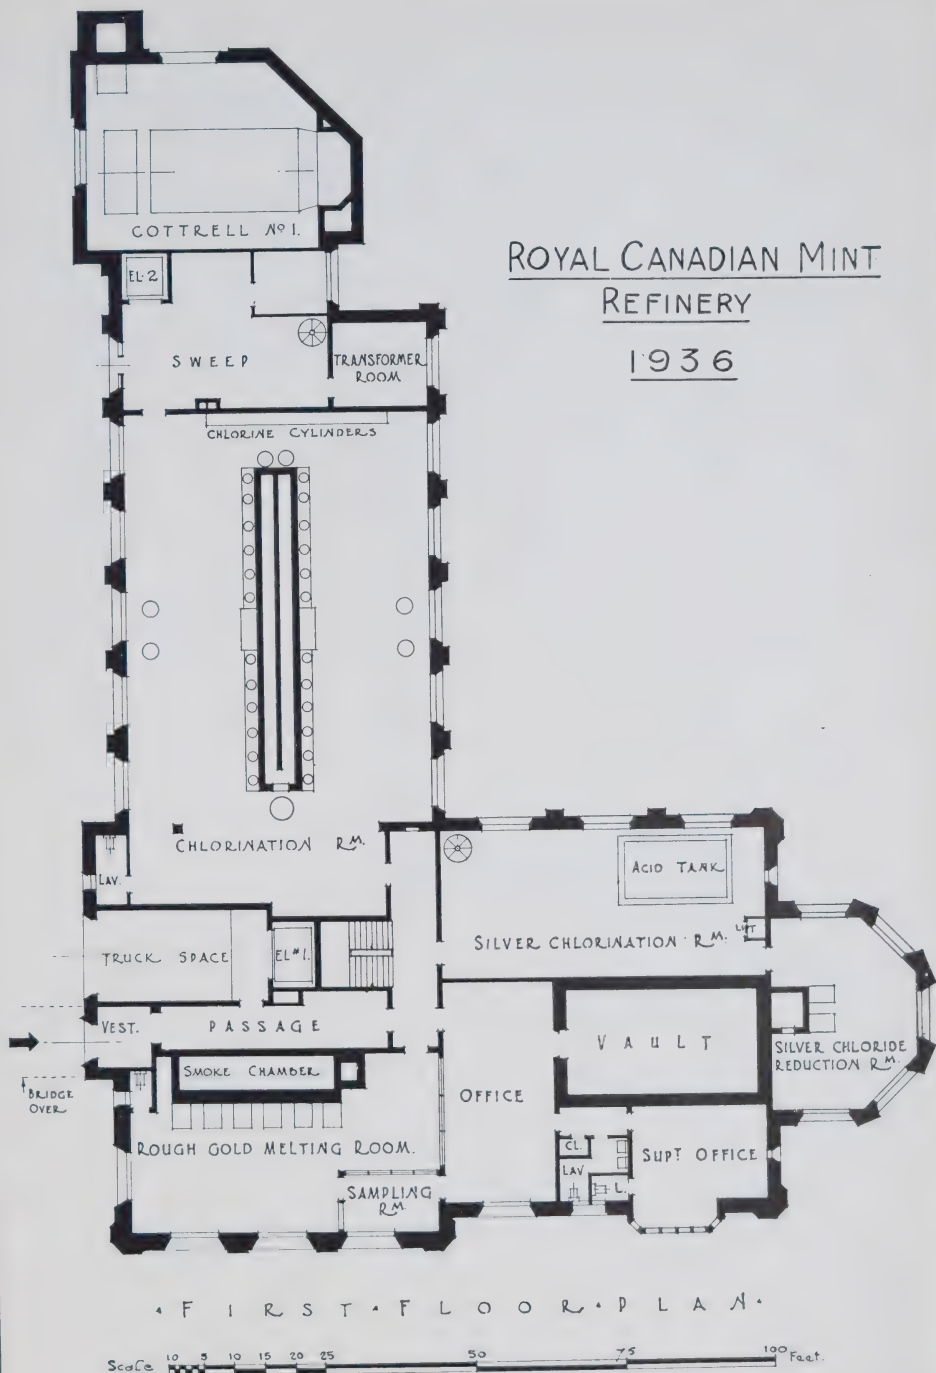 ROYAL CANADIAN MINT
REFINERY
1936
COTTRELL Nº 1.
EL-2
SWEEP
TRANSFORMER
ROOM
CHLORINE CYLINDERS
CHLORINATION RM.
LAV.
ACID TANK
LIFT
SILVER CHLORINATION RM.
TRUCK SPACE
EL#1.
VEST.
PASSAGE
VAULT
SILVER CHLORIDE
REDUCTION RM.
SMOKE CHAMBER
BRIDGE
OVER
OFFICE
ROUGH GOLD MELTING ROOM.
CL.
SUPT OFFICE
LAV
L.
SAMPLING
RM.
· FIRST · FLOOR · PLAN ·
Scale 10 5 10 15 20 25 50 75 100 Feet.